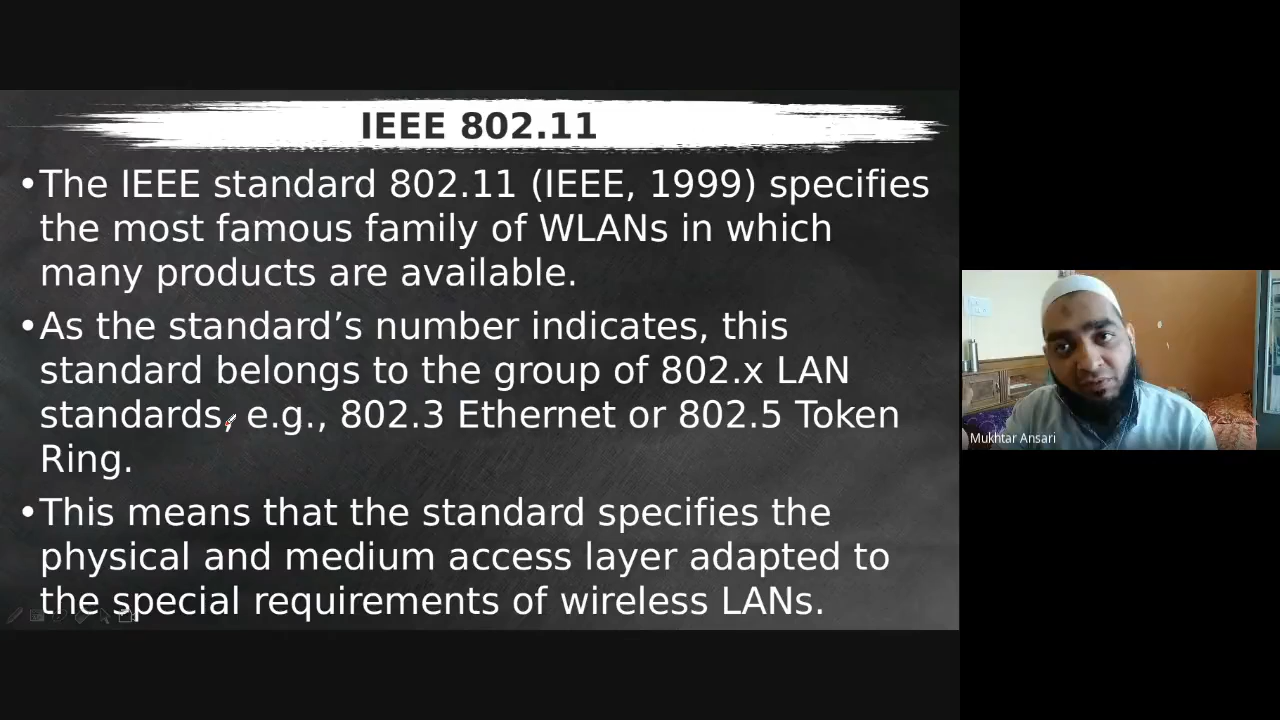 IEEE 802.11
•The IEEE standard 802.11 (IEEE, 1999) specifies
the most famous family of WLANs in which
many products are available.
•As the standard’s number indicates, this
standard belongs to the group of 802.x LAN
standards, e.g., 802.3 Ethernet or 802.5 Token
Ring.
•This means that the standard specifies the
physical and medium access layer adapted to
the special requirements of wireless LANs.
Mukhtar Ansari